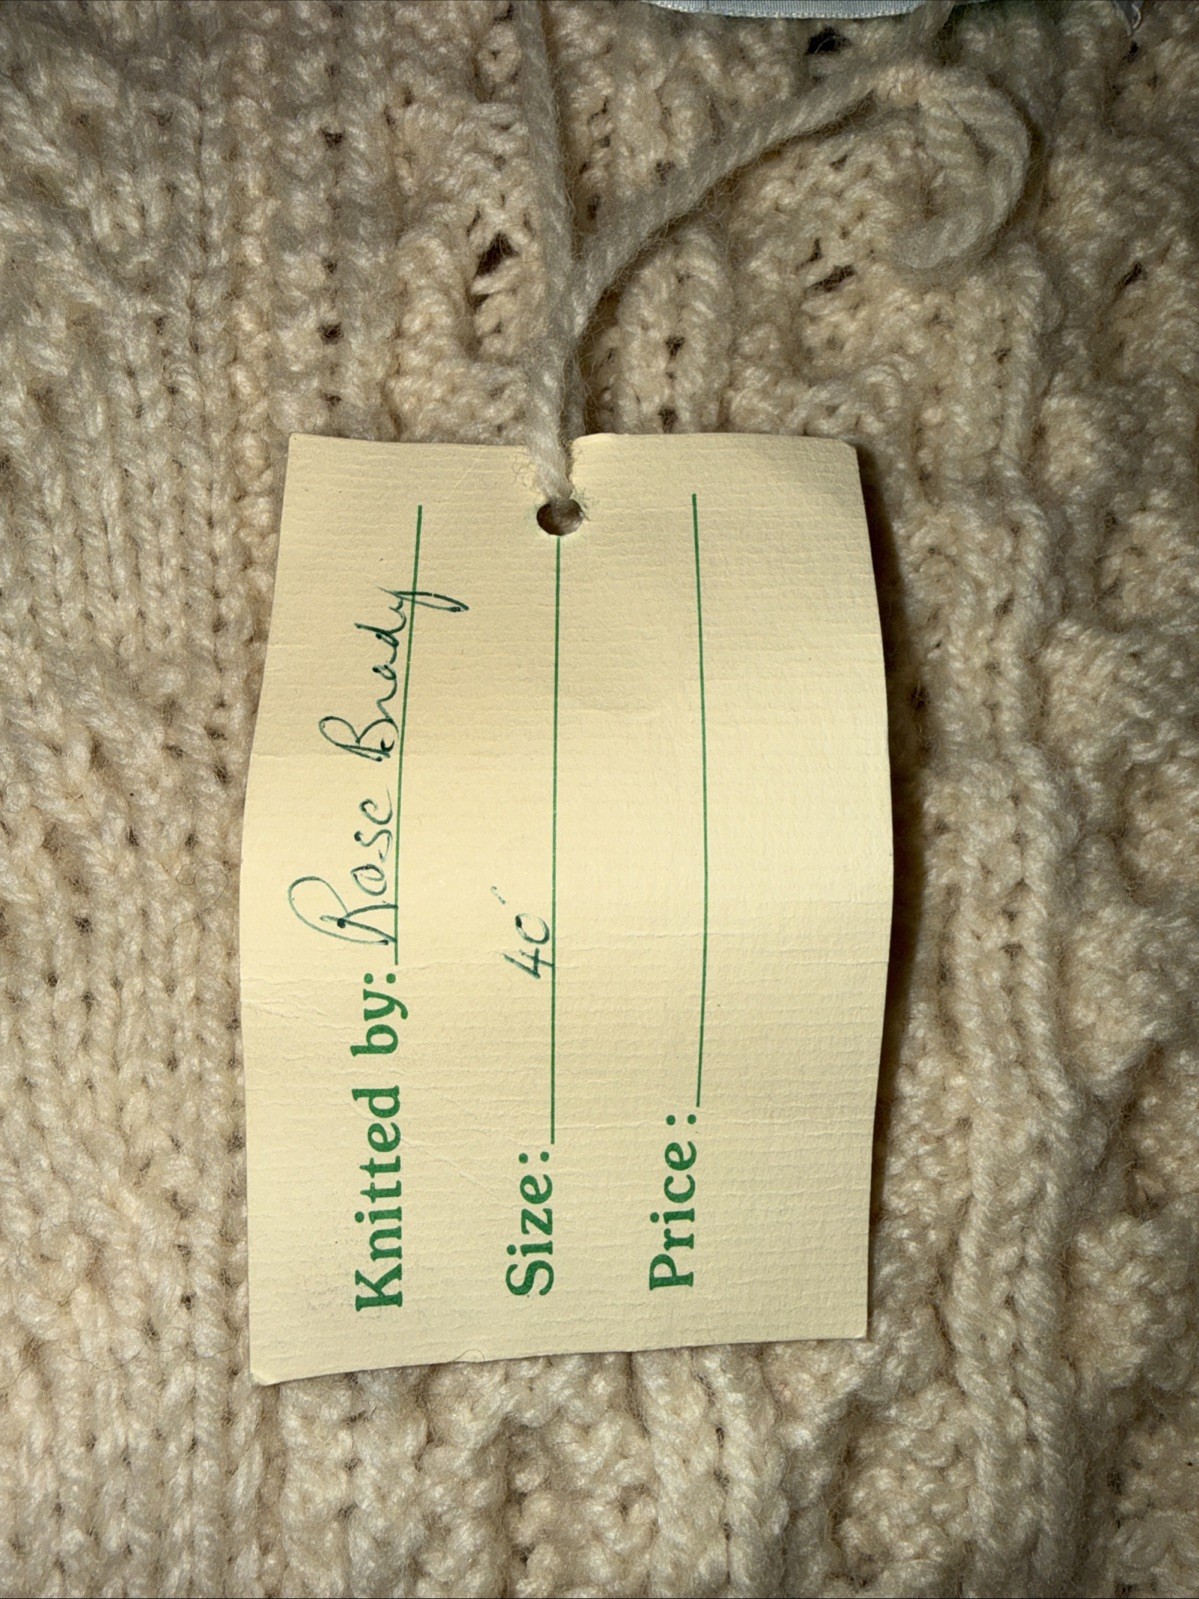 Knitted by: Rose Brady
Size: 40"
Price: